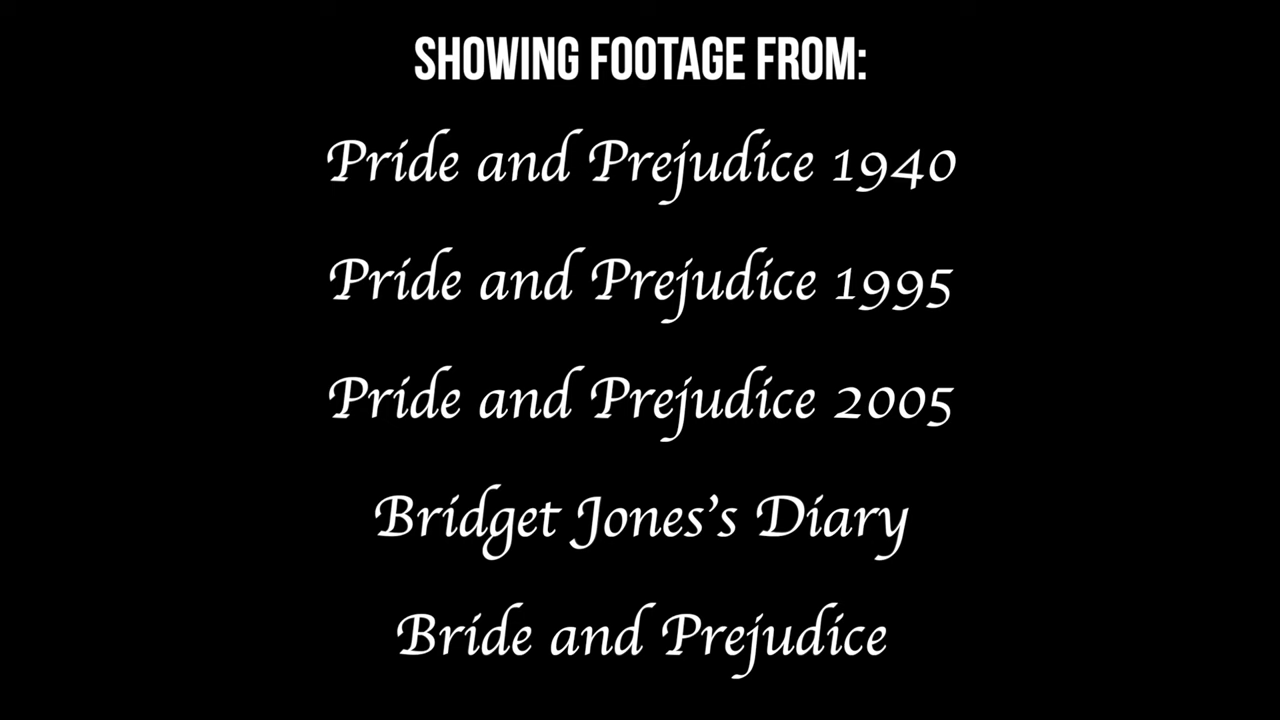 SHOWING FOOTAGE FROM:
Pride and Prejudice 1940
Pride and Prejudice 1995
Pride and Prejudice 2005
Bridget Jones's Diary
Bride and Prejudice